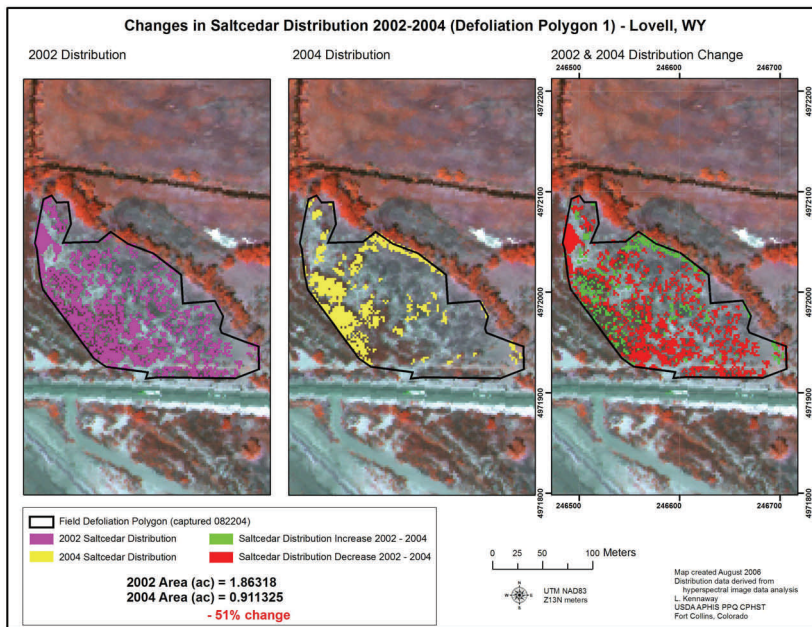 Changes in Saltcedar Distribution 2002-2004 (Defoliation Polygon 1) - Lovell, WY
2002 Distribution
2004 Distribution
2002 & 2004 Distribution Change
246500 246600 246700
4972200
4972100
4972000
4971900
4971800
246500 246600 246700
Field Defoliation Polygon (captured 082204)
2002 Saltcedar Distribution
Saltcedar Distribution Increase 2002 - 2004
2004 Saltcedar Distribution
Saltcedar Distribution Decrease 2002 - 2004
2002 Area (ac) = 1.86318
2004 Area (ac) = 0.911325
- 51% change
0 25 50 100 Meters
N
W E
S
UTM NAD83
Z13N meters
Map created August 2006
Distribution data derived from
hyperspectral image data analysis
L. Kennaway
USDA APHIS PPQ CPHST
Fort Collins, Colorado